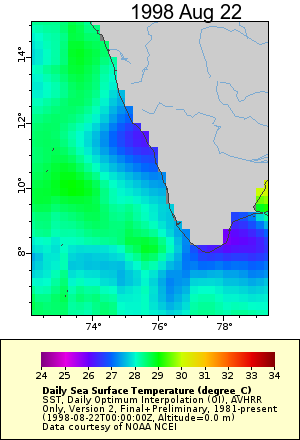 1998 Aug 22
14°
12°
10°
8°
74°
76°
78°
24 25 26 27 28 29 30 31 32 33 34
Daily Sea Surface Temperature (degree_C)
SST, Daily Optimum Interpolation (OI), AVHRR
Only, Version 2, Final+Preliminary, 1981-present
(1998-08-22T00:00:00Z, Altitude=0.0 m)
Data courtesy of NOAA NCEI